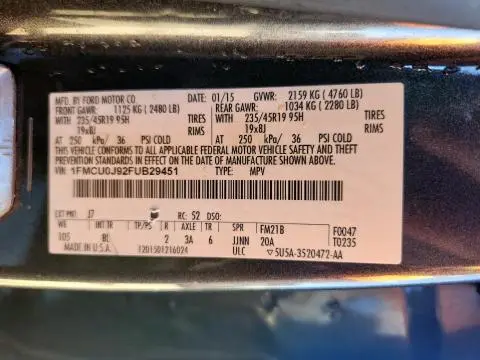 MFD. BY FORD MOTOR CO. 01/15 GVWR: 2159 KG ( 4760 LB)
FRONT GAWR: 1125 KG ( 2480 LB) REAR GAWR: 1034 KG ( 2280 LB)
WITH 235/45R19 95H TIRES WITH 235/45R19 95H TIRES
19x8J RIMS 19x8J RIMS
AT 250 kPa/ 36 PSI COLD AT 250 kPa/ 36 PSI COLD
THIS VEHICLE CONFORMS TO ALL APPLICABLE FEDERAL MOTOR VEHICLE SAFETY AND
THEFT PREVENTION STANDARDS IN EFFECT ON THE DATE OF MANUFACTURE SHOWN ABOVE.
VIN: 1FMCU0J92FUB29451 TYPE: MPV
EXT PNT: J7 RC: 52 DSO:
WB BRK INT TR TP/PS R AXLE TR SPR FM21B F0047
105 2 3A 6 JJNN 20A T0235
MADE IN U.S.A. 1201501216024 ULC 5U5A-3520472-AA